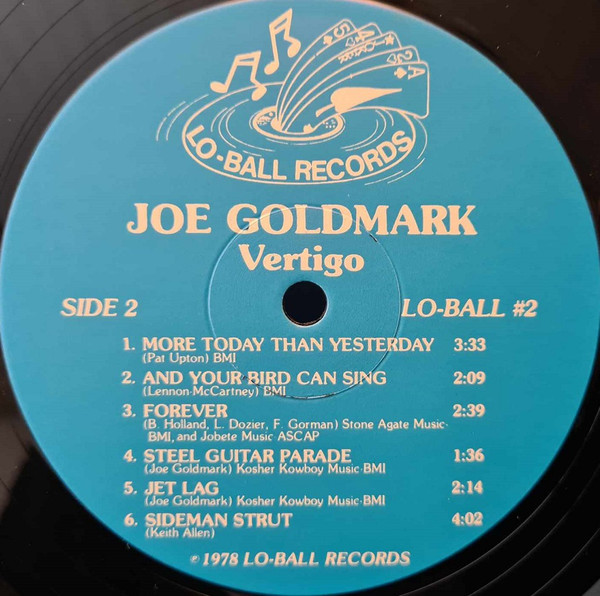 LO-BALL RECORDS
JOE GOLDMARK
Vertigo
SIDE 2 LO-BALL #2
1. MORE TODAY THAN YESTERDAY 3:33
(Pat Upton) BMI
2. AND YOUR BIRD CAN SING 2:09
(Lennon-McCartney) BMI
3. FOREVER 2:39
(B. Holland, L. Dozier, F. Gorman) Stone Agate Music-
BMI, and Jobete Music ASCAP
4. STEEL GUITAR PARADE 1:36
(Joe Goldmark) Kosher Kowboy Music-BMI
5. JET LAG 2:14
(Joe Goldmark) Kosher Kowboy Music-BMI
6. SIDEMAN STRUT 4:02
(Keith Allen)
℗ 1978 LO-BALL RECORDS